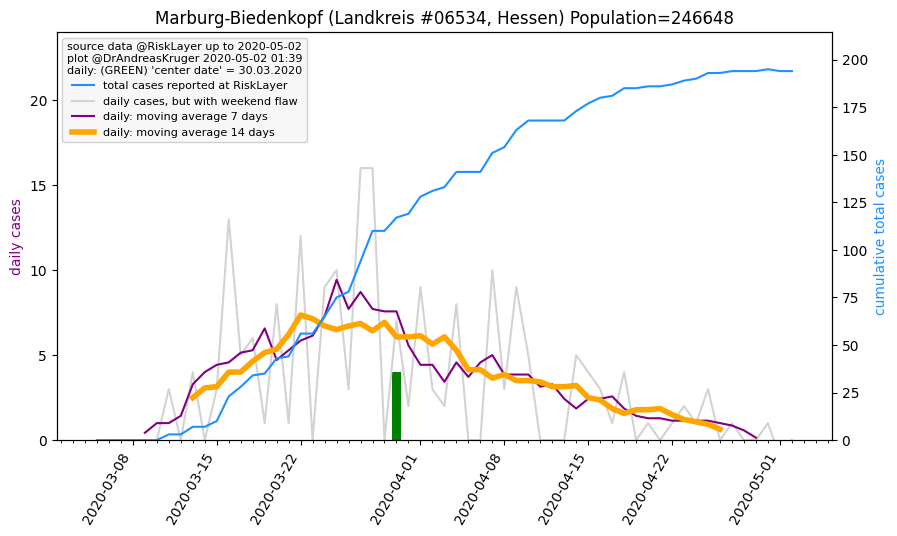 Marburg-Biedenkopf (Landkreis #06534, Hessen) Population=246648
source data @RiskLayer up to 2020-05-02
plot @DrAndreasKruger 2020-05-02 01:39
daily: (GREEN) 'center date' = 30.03.2020
total cases reported at RiskLayer
daily cases, but with weekend flaw
daily: moving average 7 days
daily: moving average 14 days
daily cases
0
5
10
15
20
cumulative total cases
0
25
50
75
100
125
150
175
200
2020-03-08
2020-03-15
2020-03-22
2020-04-01
2020-04-08
2020-04-15
2020-04-22
2020-05-01